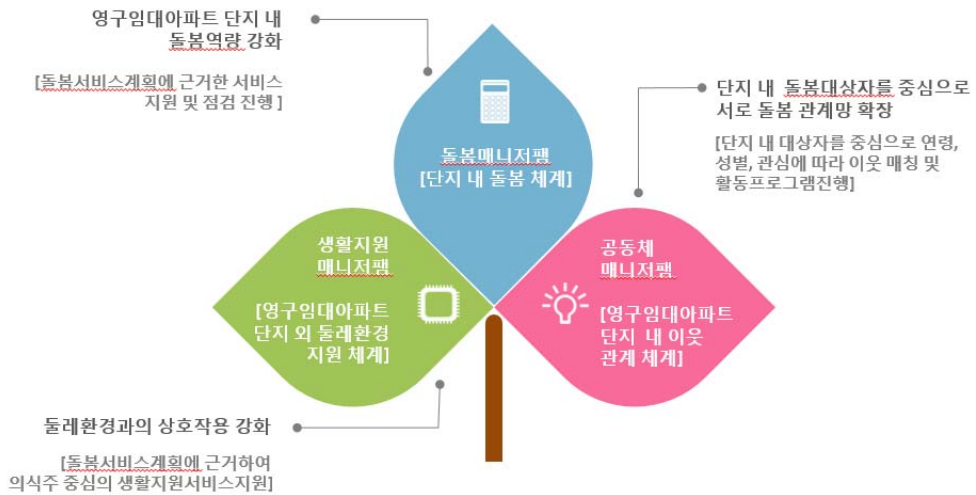 영구임대아파트 단지 내
돌봄역량 강화
[돌봄서비스계획에 근거한 서비스
지원 및 점검 진행 ]
단지 내 돌봄대상자를 중심으로
서로 돌봄 관계망 확장
[단지 내 대상자를 중심으로 연령,
성별, 관심에 따라 이웃 매칭 및
활동프로그램진행]
돌봄매니저팸
[단지 내 돌봄 체계]
생활지원
매니저팸
[영구임대아파트
단지 외 둘레환경
지원 체계]
공동체
매니저팸
[영구임대아파트
단지 내 이웃
관계 체계]
둘레환경과의 상호작용 강화
[돌봄서비스계획에 근거하여
의식주 중심의 생활지원서비스지원]